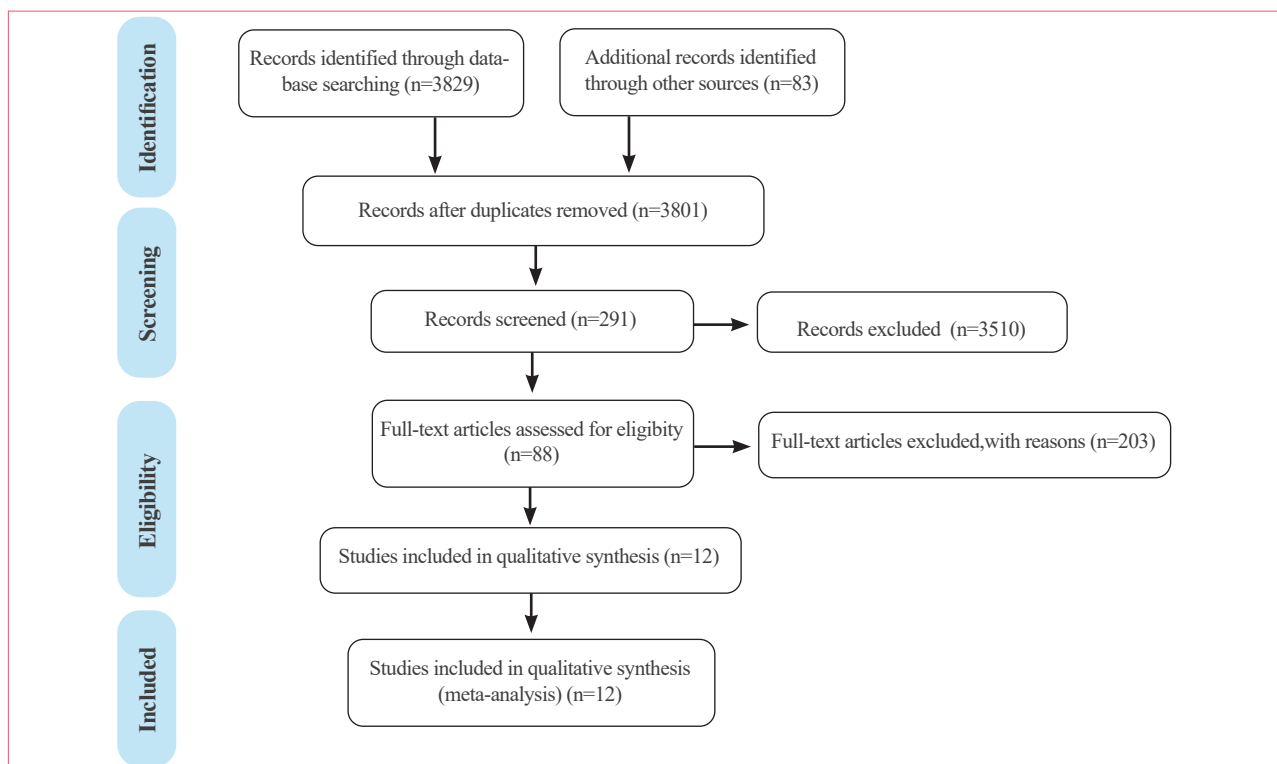 Identification
Records identified through data-
base searching (n=3829)
Additional records identified
through other sources (n=83)
Records after duplicates removed (n=3801)
Screening
Records screened (n=291)
Records excluded (n=3510)
Eligibility
Full-text articles assessed for eligibity
(n=88)
Full-text articles excluded,with reasons (n=203)
Studies included in qualitative synthesis (n=12)
Included
Studies included in qualitative synthesis
(meta-analysis) (n=12)